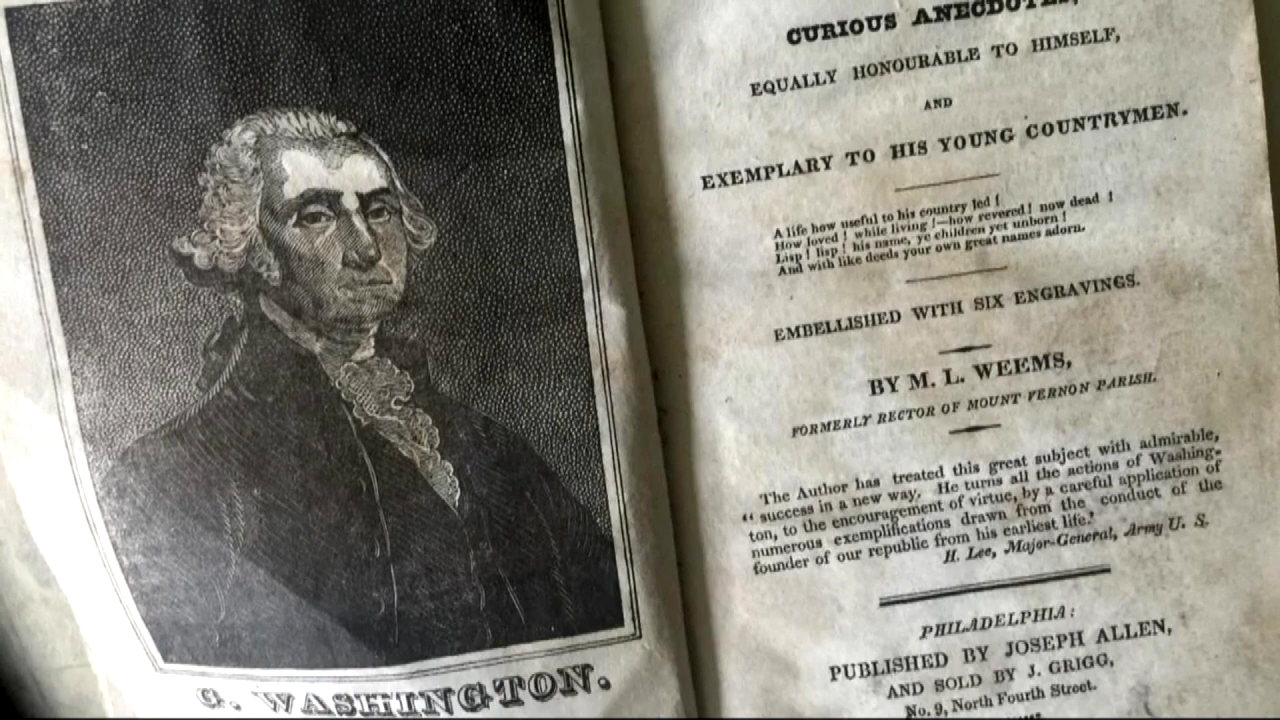 G. WASHINGTON.
CURIOUS ANECDOTES,
EQUALLY HONOURABLE TO HIMSELF,
AND
EXEMPLARY TO HIS YOUNG COUNTRYMEN.
A life how useful to his country led!
How loved! while living!—how revered! now dead!
Lisp! lisp! his name, ye children yet unborn!
And with like deeds your own great names adorn.
EMBELLISHED WITH SIX ENGRAVINGS.
BY M. L. WEEMS,
FORMERLY RECTOR OF MOUNT VERNON PARISH.
The Author has treated this great subject with admirable,
“ success in a new way. He turns all the actions of Washing-
ton, to the encouragement of virtue, by a careful application of
numerous exemplifications drawn from the conduct of the
founder of our republic from his earliest life.”
H. Lee, Major-General, Army U. S.
PHILADELPHIA:
PUBLISHED BY JOSEPH ALLEN,
AND SOLD BY J. GRIGG,
No. 9, North Fourth Street.